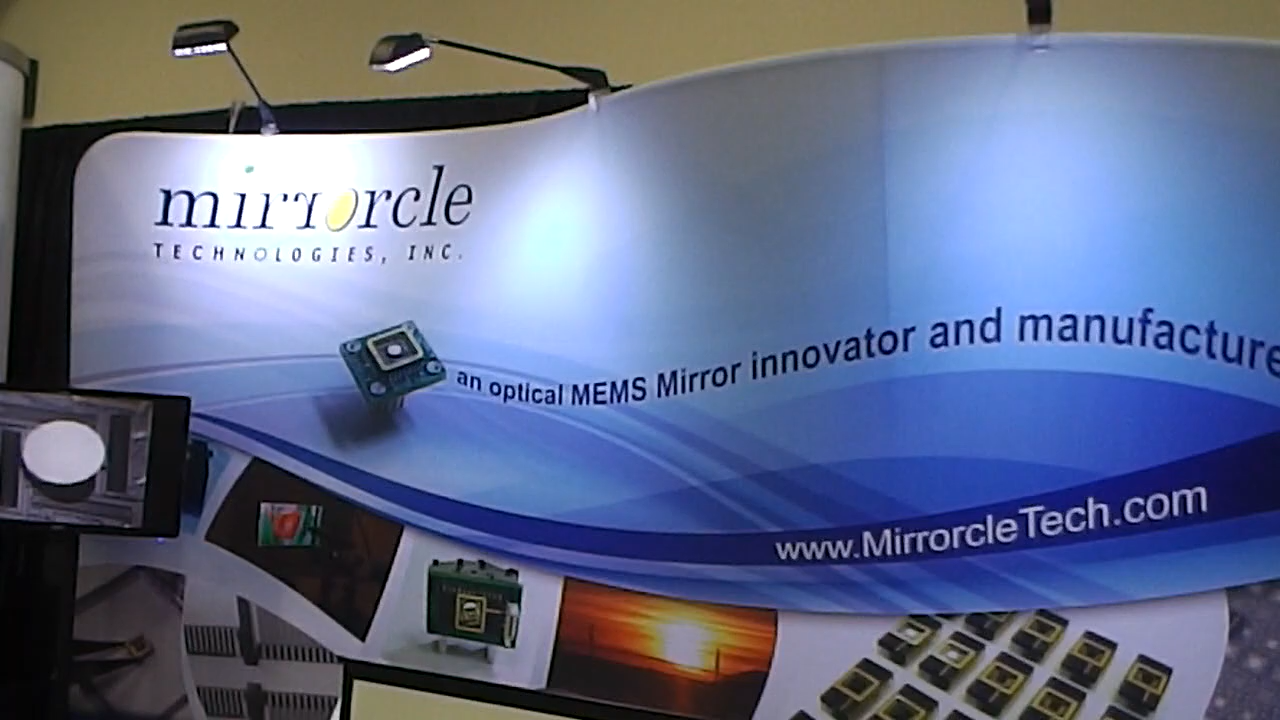 mirrorcle
TECHNOLOGIES, INC.
an optical MEMS Mirror innovator and manufacture
www.MirrorcleTech.com